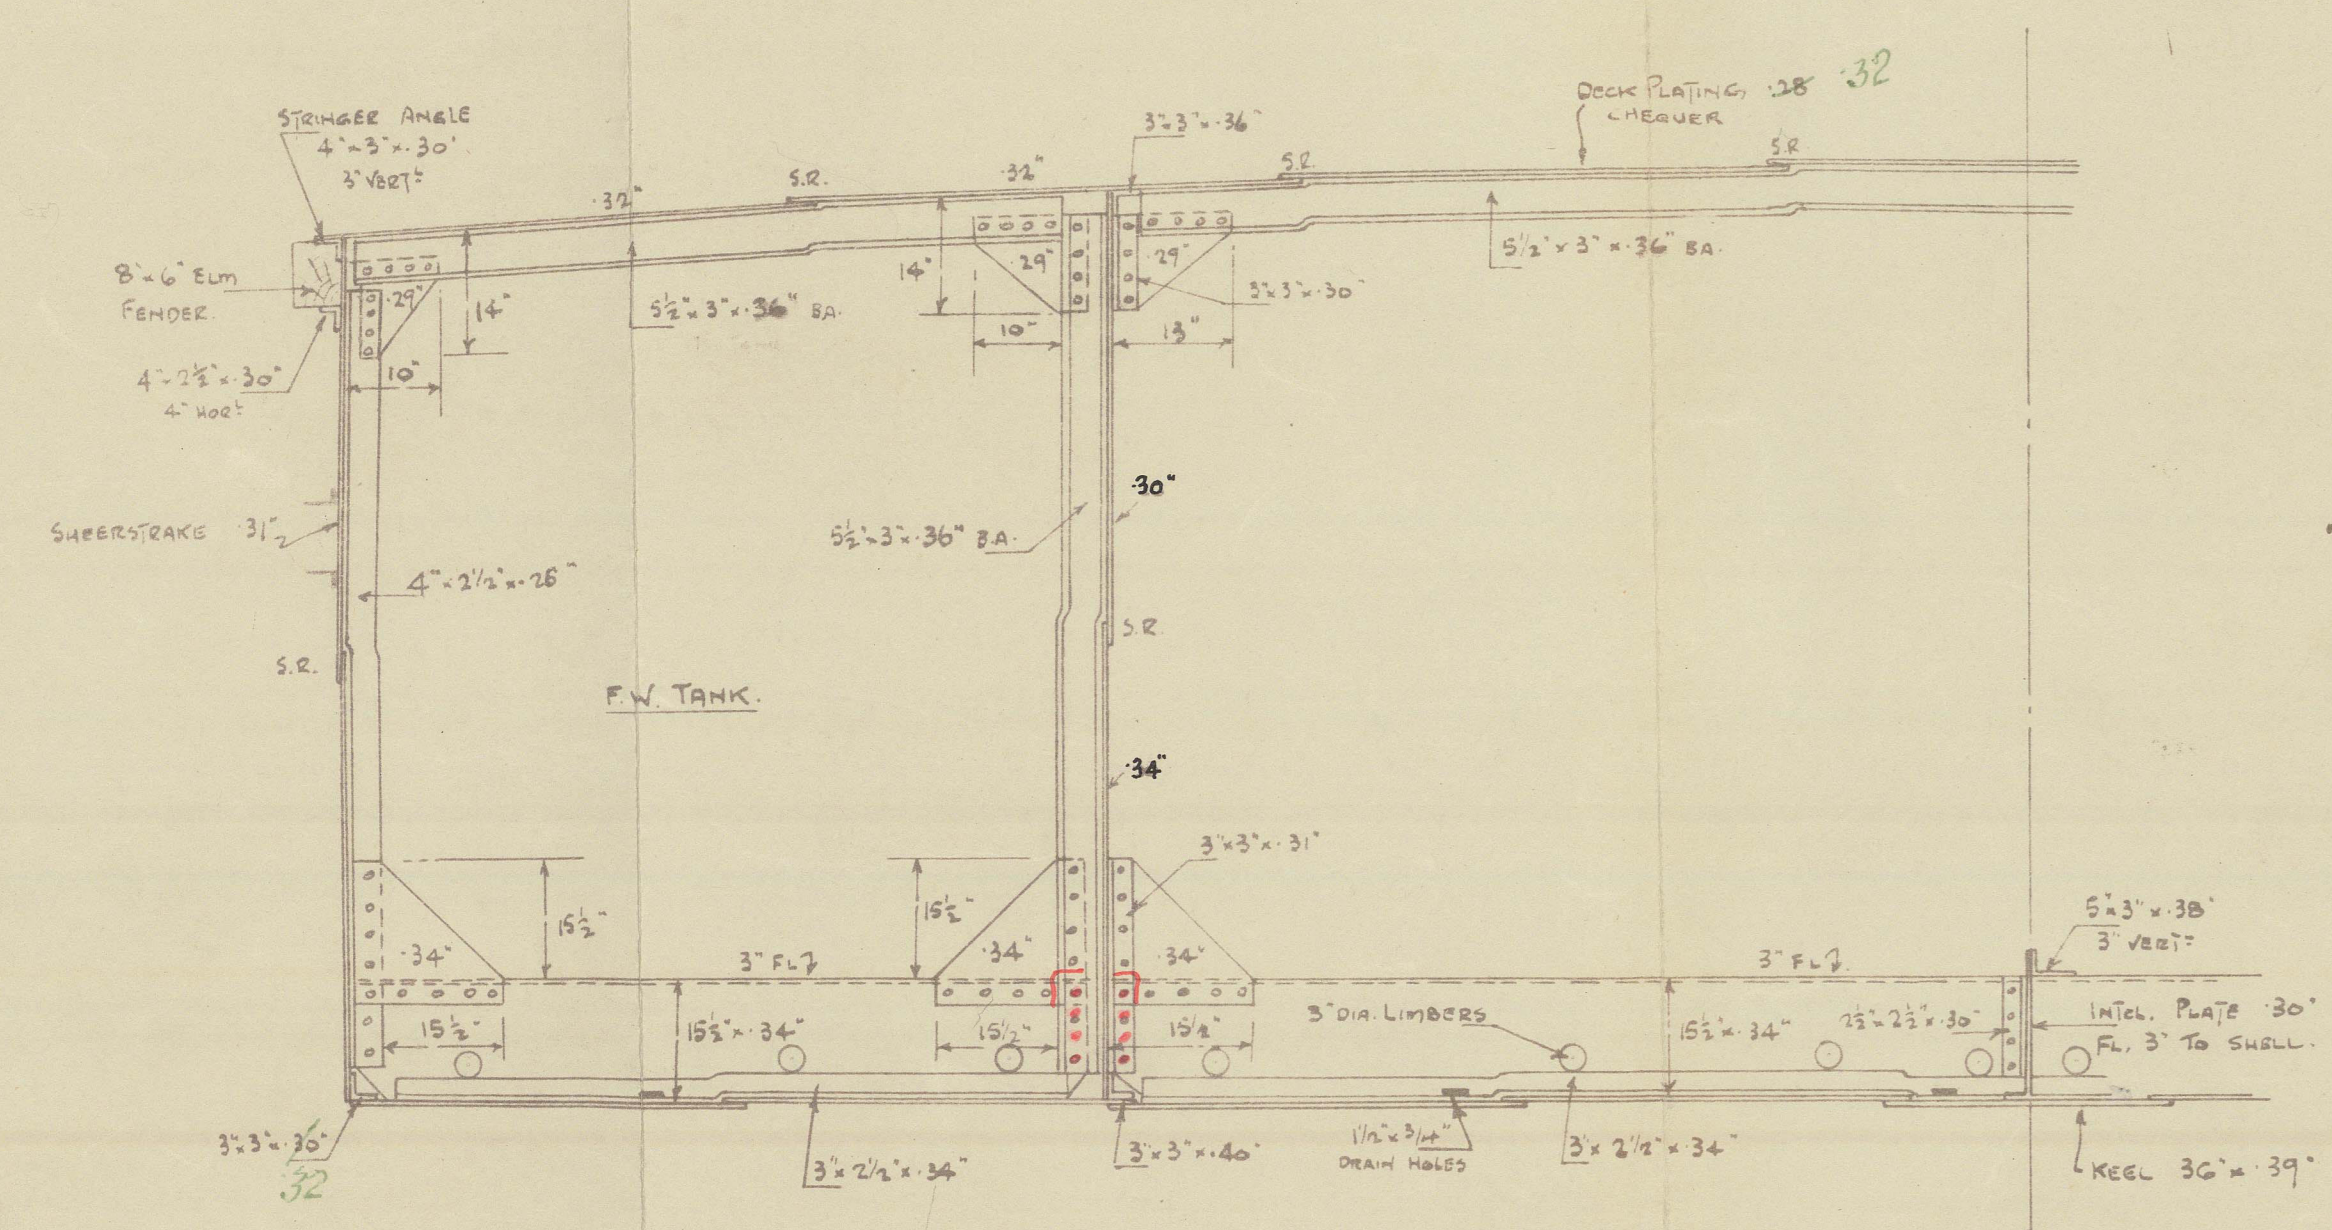 DECK PLATING .28 .32
CHEQUER
STRINGER ANGLE
4" × 3" × .30"
3" VERTL
3" × 3" × .36"
S.R.
S.R.
S.R.
.32"
.32"
8" × 6" ELM
FENDER.
.29"
14"
5½" × 3" × .36" BA.
14"
.29"
.29"
5½" × 3" × .36" BA.
3" × 3" × .30"
10"
13"
4" × 2½" × .30"
4" HORL
10"
.30"
SHEERSTRAKE .31"
5½" × 3" × .36" B.A.
4" × 2½" × .26"
S.R.
S.R.
F.W. TANK.
.34"
3" × 3" × .31"
15½"
15½"
5" × 3" × .38"
3" VERTL
.34"
3" FL
.34"
.34"
3" FL
15½"
15½" × .34"
15½"
15½"
3" DIA. LIMBERS
15½" × .34"
2½" × 2½" × .30"
INTCL. PLATE .30"
FL. 3" TO SHELL.
3" × 3" × .30"
.32
3" × 2½" × .34"
3" × 3" × .40"
1½" × ¾"
DRAIN HOLES
3" × 2½" × .34"
KEEL 36" × .39"